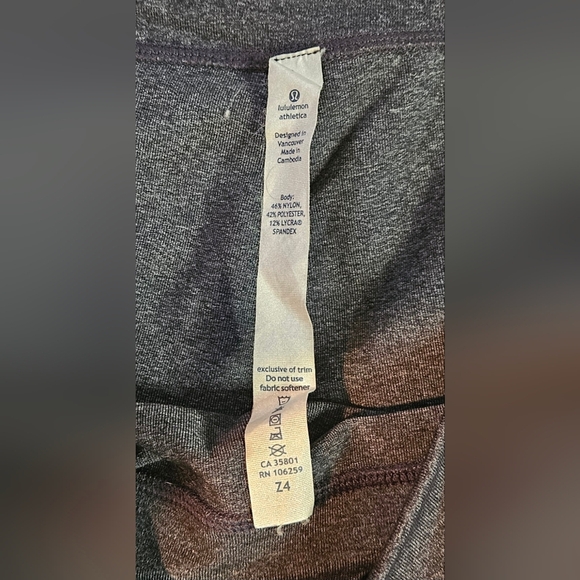 lululemon
athletica
Designed in
Vancouver
Made in
Cambodia
Body:
46% NYLON,
42% POLYESTER,
12% LYCRA®
SPANDEX
exclusive of trim
Do not use
fabric softener
CA 35801
RN 106259
Z4